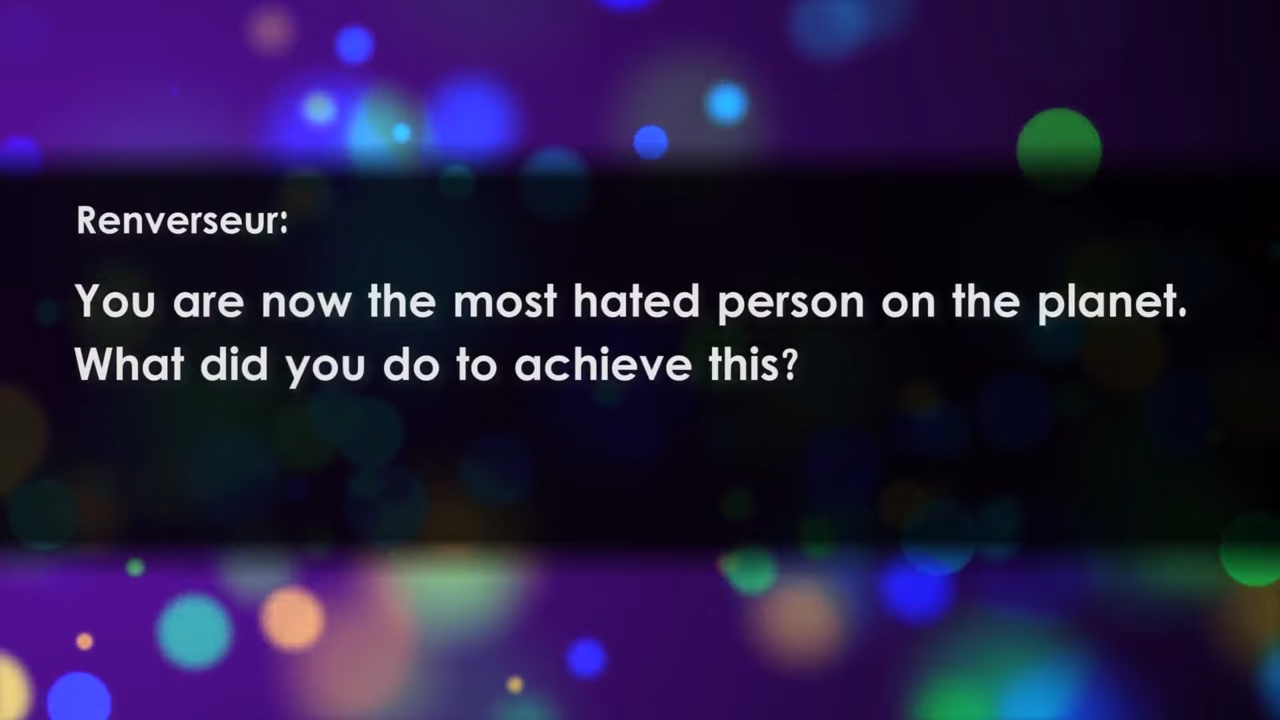 Renverseur:
You are now the most hated person on the planet.
What did you do to achieve this?